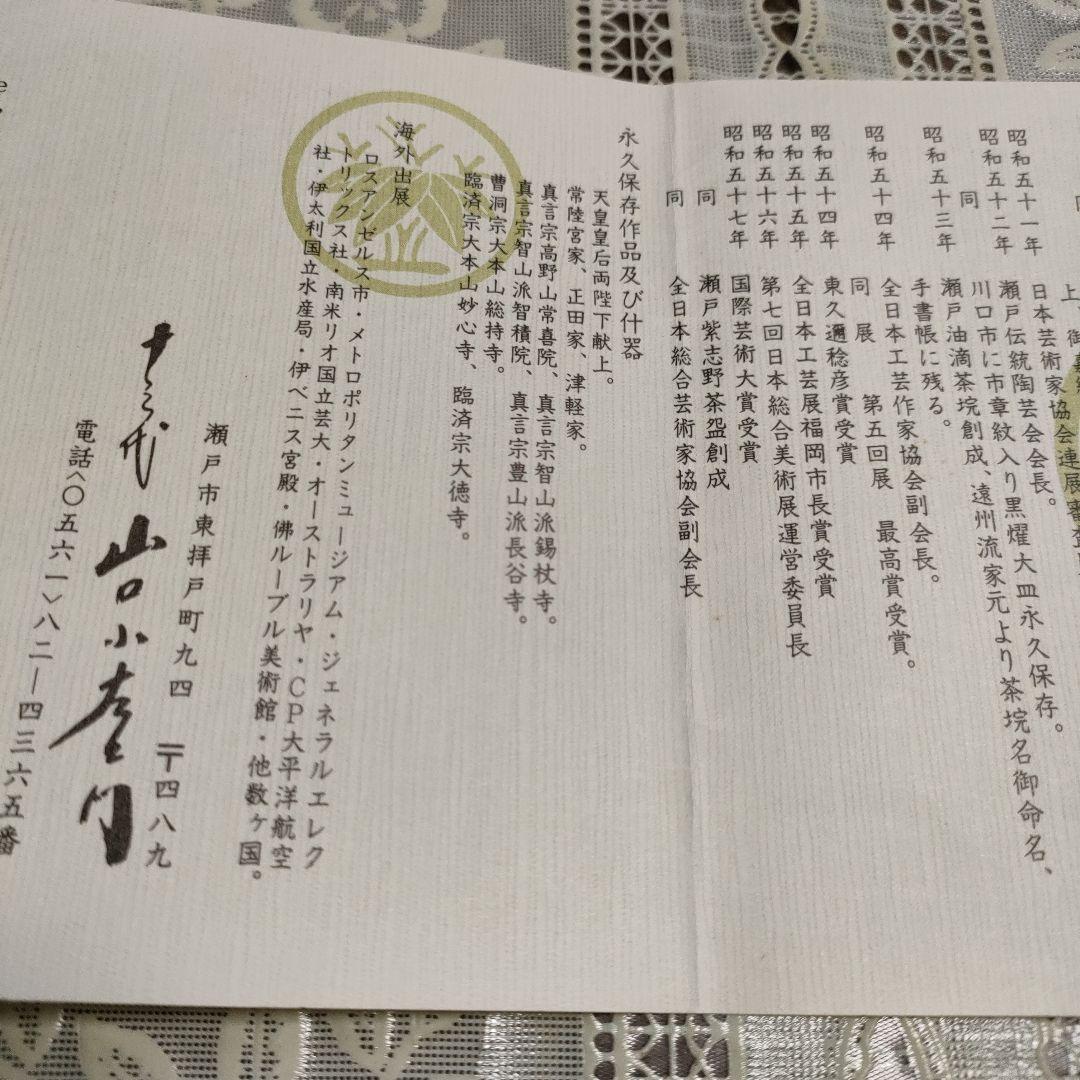 日本芸術家協会連展審査
昭和五十一年 瀬戸伝統陶芸会会長。
昭和五十二年 川口市に市章紋入り黒耀大皿永久保存。
同 瀬戸油滴茶垸創成、遠州流家元より茶垸名御命名、
手書帳に残る。
昭和五十三年 全日本工芸作家協会副会長。
昭和五十四年 同展 第五回展 最高賞受賞。
東久邇稔彦賞受賞
昭和五十四年 全日本工芸展福岡市長賞受賞
昭和五十五年 第七回日本総合美術展運営委員長
昭和五十六年 国際芸術大賞受賞
昭和五十七年 瀬戸紫志野茶盌創成
同 全日本総合芸術家協会副会長
同
永久保存作品及び什器
天皇皇后両陛下献上。
常陸宮家、正田家、津軽家。
真言宗高野山常喜院、真言宗智山派錫杖寺。
真言宗智山派智積院、真言宗豊山派長谷寺。
曹洞宗大本山総持寺。
臨済宗大本山妙心寺、臨済宗大徳寺。
海外出展
ロスアンゼルス市・メトロポリタンミュージアム・ジェネラルエレク
トリックス社・南米リオ国立芸大・オーストラリヤ・CP大平洋航空
社・伊太利国立水産局・伊ベニス宮殿・佛ルーブル美術館・他数ヶ国。
瀬戸市東拝戸町九四 〒四八九
山口小左衛門
電話〈〇五六一〉八二―四三六五番